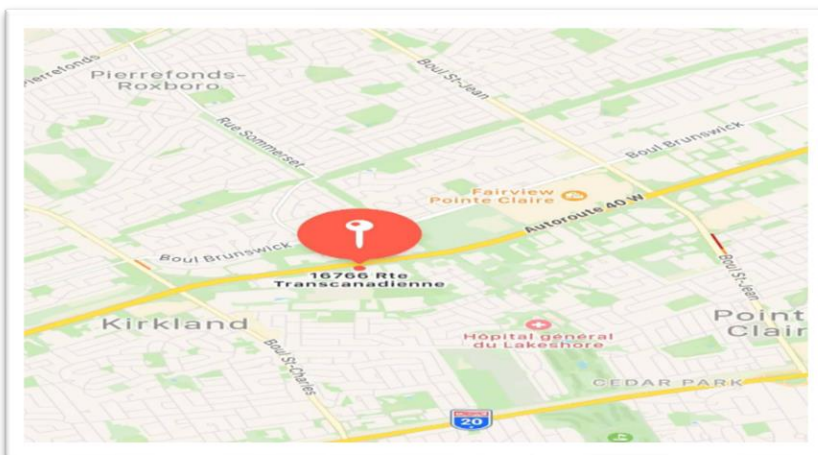 Pierrefonds
Pierrefonds-
Roxboro
Boul St-Jean
Rue Sommerset
Boul Brunswick
Fairview
Pointe Claire
Autoroute 40 W
Boul Brunswick
16766 Rte
Transcanadienne
Boul St-Jean
Kirkland
Point
Clair
Hôpital général
du Lakeshore
Boul St-Charles
CEDAR PARK
20